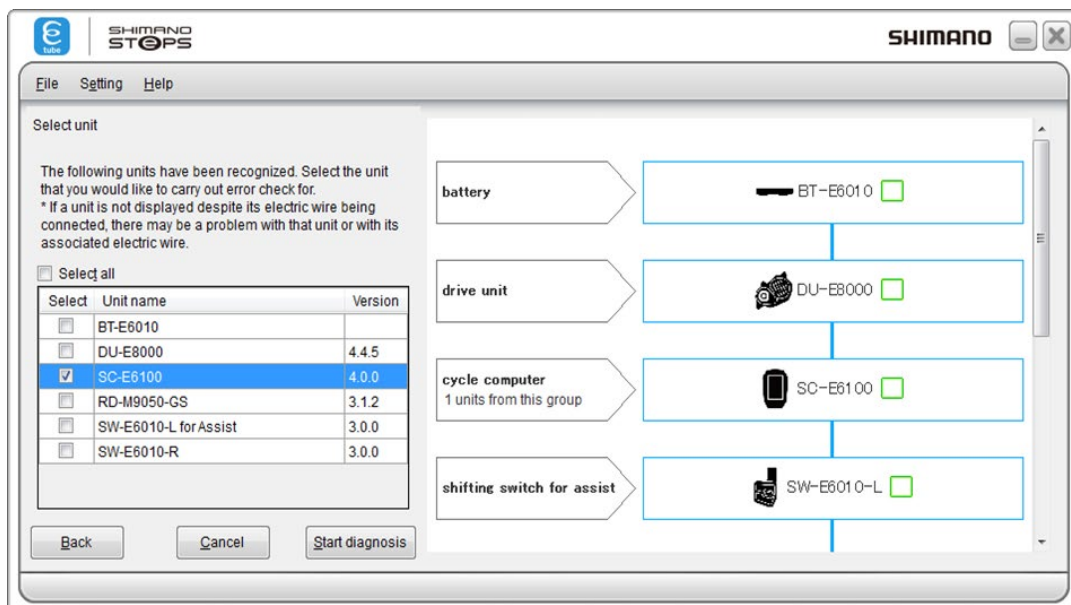 E tube
SHIMANO
STEPS
SHIMANO
File Setting Help
Select unit
The following units have been recognized. Select the unit
that you would like to carry out error check for.
* If a unit is not displayed despite its electric wire being
connected, there may be a problem with that unit or with its
associated electric wire.
Select all
Select Unit name Version
BT-E6010
DU-E8000 4.4.5
SC-E6100 4.0.0
RD-M9050-GS 3.1.2
SW-E6010-L for Assist 3.0.0
SW-E6010-R 3.0.0
Back Cancel Start diagnosis
battery
BT-E6010
drive unit
DU-E8000
cycle computer
1 units from this group
SC-E6100
shifting switch for assist
SW-E6010-L